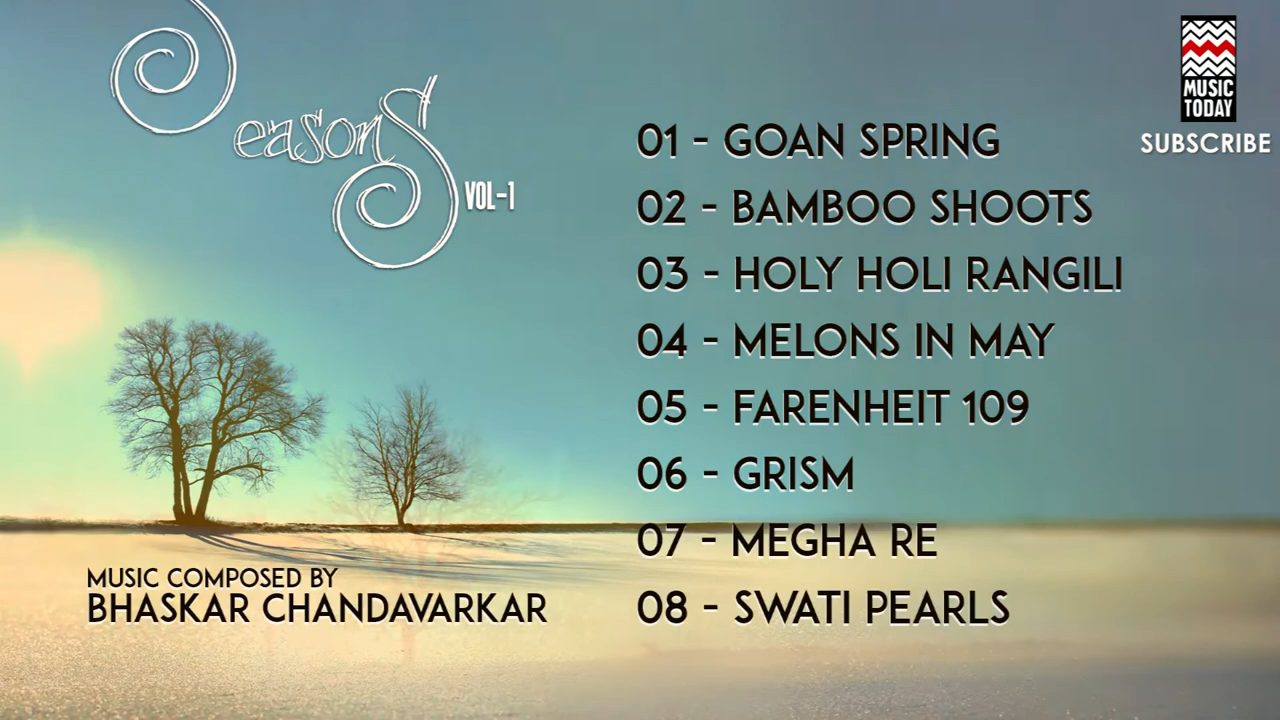 SeasonS
VOL-1
01 - GOAN SPRING
02 - BAMBOO SHOOTS
03 - HOLY HOLI RANGILI
04 - MELONS IN MAY
05 - FARENHEIT 109
06 - GRISM
07 - MEGHA RE
08 - SWATI PEARLS
MUSIC COMPOSED BY
BHASKAR CHANDAVARKAR
MUSIC
TODAY
SUBSCRIBE